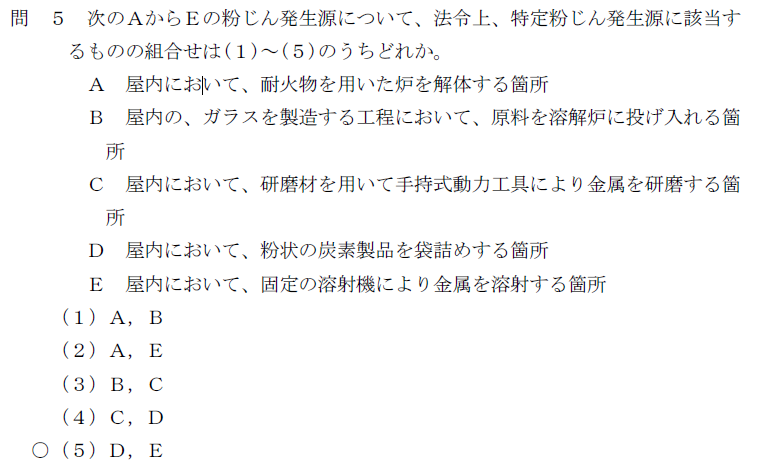 問　５　次のＡからＥの粉じん発生源について、法令上、特定粉じん発生源に該当す
るものの組合せは(１)～(５)のうちどれか。
Ａ　屋内において、耐火物を用いた炉を解体する箇所
Ｂ　屋内の、ガラスを製造する工程において、原料を溶解炉に投げ入れる箇
所
Ｃ　屋内において、研磨材を用いて手持式動力工具により金属を研磨する箇
所
Ｄ　屋内において、粉状の炭素製品を袋詰めする箇所
Ｅ　屋内において、固定の溶射機により金属を溶射する箇所
(１) Ａ，Ｂ
(２) Ａ，Ｅ
(３) Ｂ，Ｃ
(４) Ｃ，Ｄ
○ (５) Ｄ，Ｅ